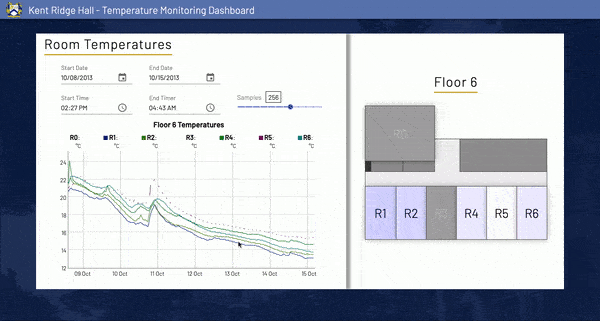 Kent Ridge Hall - Temperature Monitoring Dashboard
Room Temperatures
Start Date
End Date
10/08/2013
10/15/2013
Start Time
End Timer
Samples 256
02:27 PM
04:43 AM
Floor 6 Temperatures
R0: R1: R2: R3: R4: R5: R6:
°C °C °C °C °C °C °C
24
22
20
18
16
14
12
09 Oct 10 Oct 11 Oct 12 Oct 13 Oct 14 Oct 15 Oct
Floor 6
R1 R2 R4 R5 R6